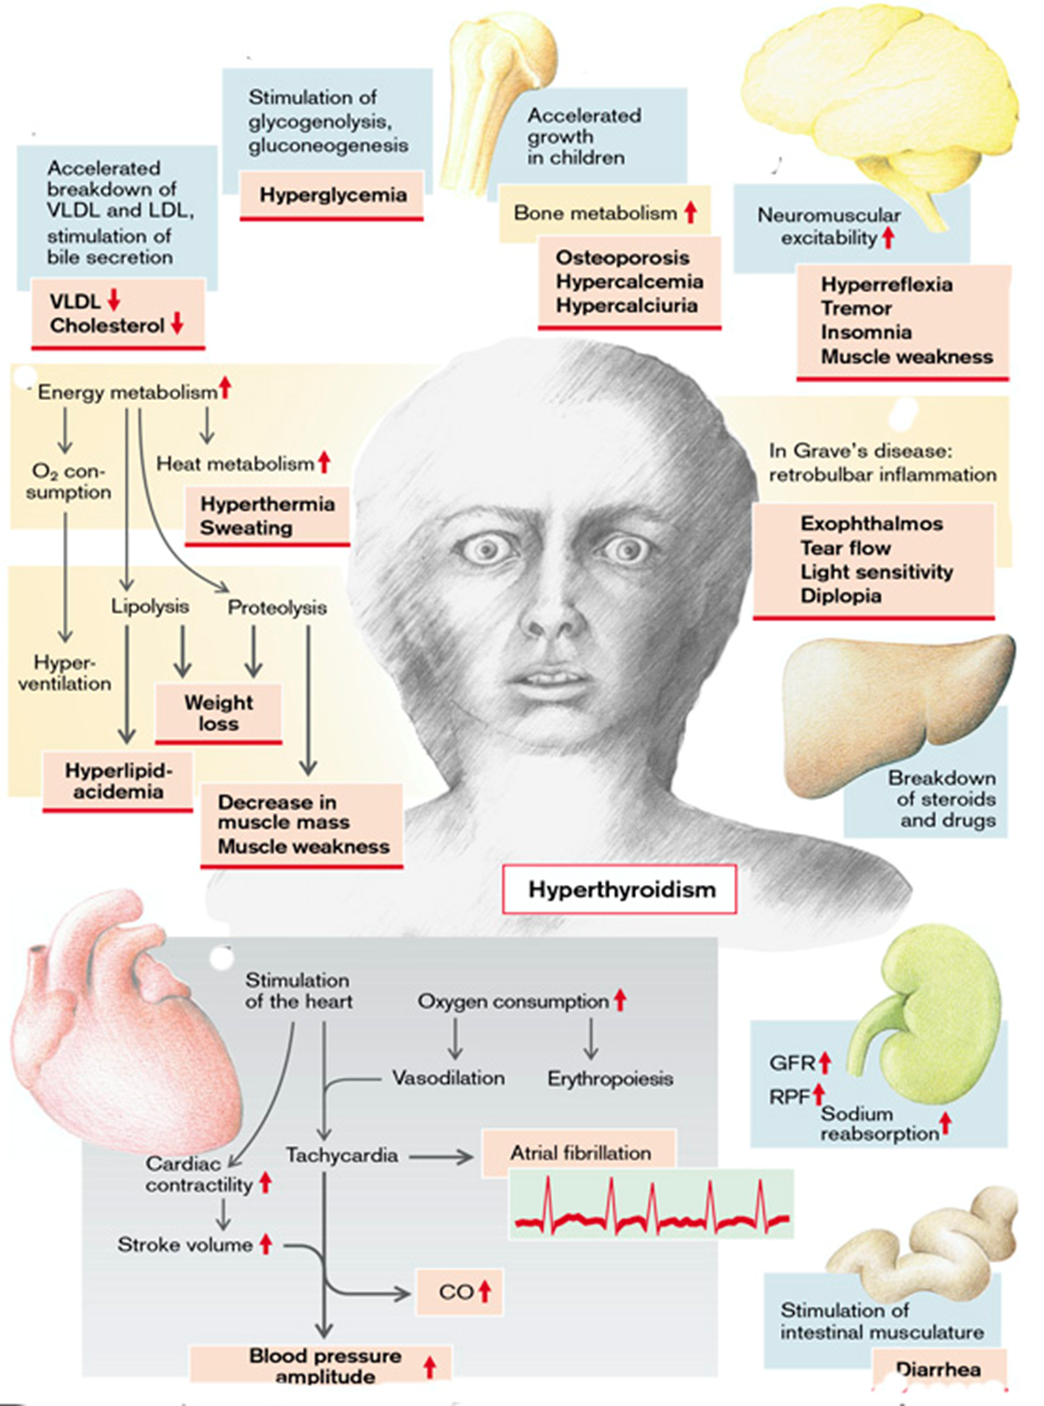 Stimulation of
glycogenolysis,
gluconeogenesis
Hyperglycemia
Accelerated
growth
in children
Bone metabolism
Osteoporosis
Hypercalcemia
Hypercalciuria
Neuromuscular
excitability
Hyperreflexia
Tremor
Insomnia
Muscle weakness
Accelerated
breakdown of
VLDL and LDL,
stimulation of
bile secretion
VLDL
Cholesterol
Energy metabolism
O₂ con-
sumption
Heat metabolism
Hyperthermia
Sweating
Lipolysis
Proteolysis
Hyper-
ventilation
Weight
loss
Hyperlipid-
acidemia
Decrease in
muscle mass
Muscle weakness
In Grave's disease:
retrobulbar inflammation
Exophthalmos
Tear flow
Light sensitivity
Diplopia
Breakdown
of steroids
and drugs
Hyperthyroidism
Stimulation
of the heart
Oxygen consumption
Vasodilation
Erythropoiesis
Cardiac
contractility
Tachycardia
Atrial fibrillation
Stroke volume
CO
Blood pressure
amplitude
GFR
RPF
Sodium
reabsorption
Stimulation of
intestinal musculature
Diarrhea